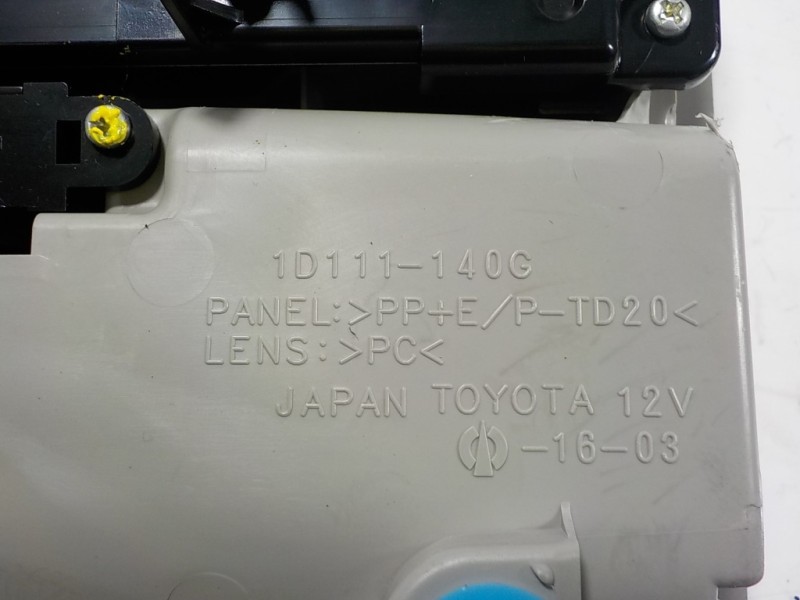 1D111-140G
PANEL:>PP+E/P-TD20<
LENS:>PC<
JAPAN TOYOTA 12V
-16-03